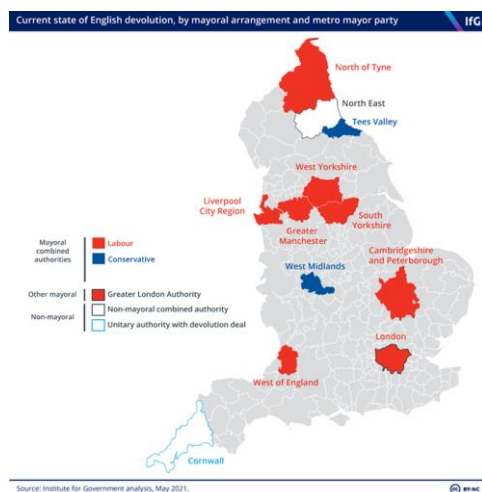 Current state of English devolution, by mayoral arrangement and metro mayor party
IfG
North of Tyne
North East
Tees Valley
West Yorkshire
Liverpool
City Region
South
Yorkshire
Greater
Manchester
Cambridgeshire
and Peterborough
West Midlands
London
West of England
Cornwall
Mayoral
combined
authorities
Labour
Conservative
Other mayoral
Greater London Authority
Non-mayoral
Non-mayoral combined authority
Unitary authority with devolution deal
Source: Institute for Government analysis, May 2021.
cc BY-NC